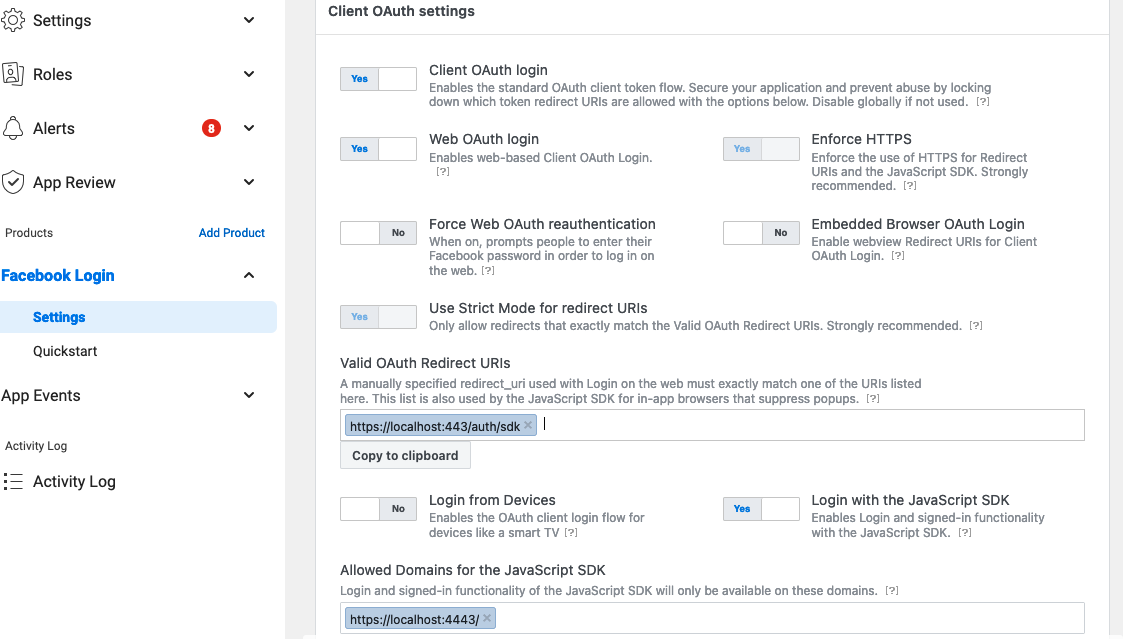 Settings
Roles
Alerts
8
App Review
Products
Add Product
Facebook Login
Settings
Quickstart
App Events
Activity Log
Activity Log
Client OAuth settings
Yes
Client OAuth login
Enables the standard OAuth client token flow. Secure your application and prevent abuse by locking
down which token redirect URIs are allowed with the options below. Disable globally if not used. [?]
Yes
Web OAuth login
Enables web-based Client OAuth Login.
[?]
Yes
Enforce HTTPS
Enforce the use of HTTPS for Redirect
URIs and the JavaScript SDK. Strongly
recommended. [?]
No
Force Web OAuth reauthentication
When on, prompts people to enter their
Facebook password in order to log in on
the web. [?]
No
Embedded Browser OAuth Login
Enable webview Redirect URIs for Client
OAuth Login. [?]
Yes
Use Strict Mode for redirect URIs
Only allow redirects that exactly match the Valid OAuth Redirect URIs. Strongly recommended. [?]
Valid OAuth Redirect URIs
A manually specified redirect_uri used with Login on the web must exactly match one of the URIs listed
here. This list is also used by the JavaScript SDK for in-app browsers that suppress popups. [?]
https://localhost:443/auth/sdk
Copy to clipboard
No
Login from Devices
Enables the OAuth client login flow for
devices like a smart TV [?]
Yes
Login with the JavaScript SDK
Enables Login and signed-in functionality
with the JavaScript SDK. [?]
Allowed Domains for the JavaScript SDK
Login and signed-in functionality of the JavaScript SDK will only be available on these domains. [?]
https://localhost:4443/